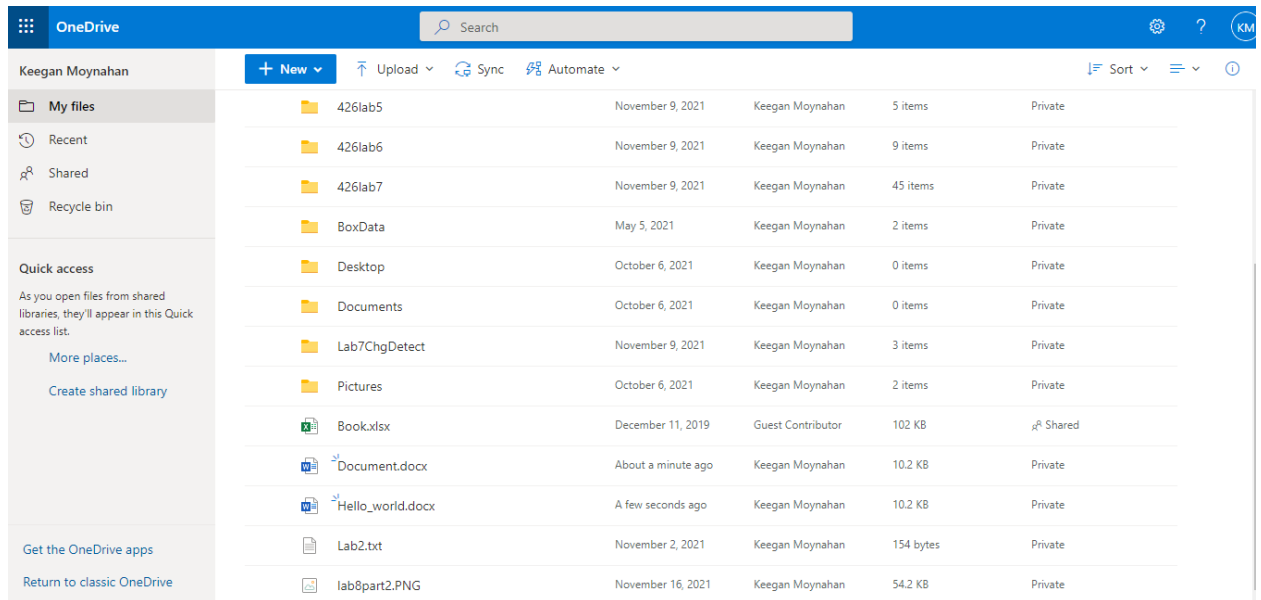 OneDrive
Search
?
KM
Keegan Moynahan
+ New
Upload
Sync
Automate
Sort
My files
Recent
Shared
Recycle bin
Quick access
As you open files from shared
libraries, they'll appear in this Quick
access list.
More places...
Create shared library
Get the OneDrive apps
Return to classic OneDrive
426lab5 November 9, 2021 Keegan Moynahan 5 items Private
426lab6 November 9, 2021 Keegan Moynahan 9 items Private
426lab7 November 9, 2021 Keegan Moynahan 45 items Private
BoxData May 5, 2021 Keegan Moynahan 2 items Private
Desktop October 6, 2021 Keegan Moynahan 0 items Private
Documents October 6, 2021 Keegan Moynahan 0 items Private
Lab7ChgDetect November 9, 2021 Keegan Moynahan 3 items Private
Pictures October 6, 2021 Keegan Moynahan 2 items Private
Book.xlsx December 11, 2019 Guest Contributor 102 KB Shared
Document.docx About a minute ago Keegan Moynahan 10.2 KB Private
Hello_world.docx A few seconds ago Keegan Moynahan 10.2 KB Private
Lab2.txt November 2, 2021 Keegan Moynahan 154 bytes Private
lab8part2.PNG November 16, 2021 Keegan Moynahan 54.2 KB Private